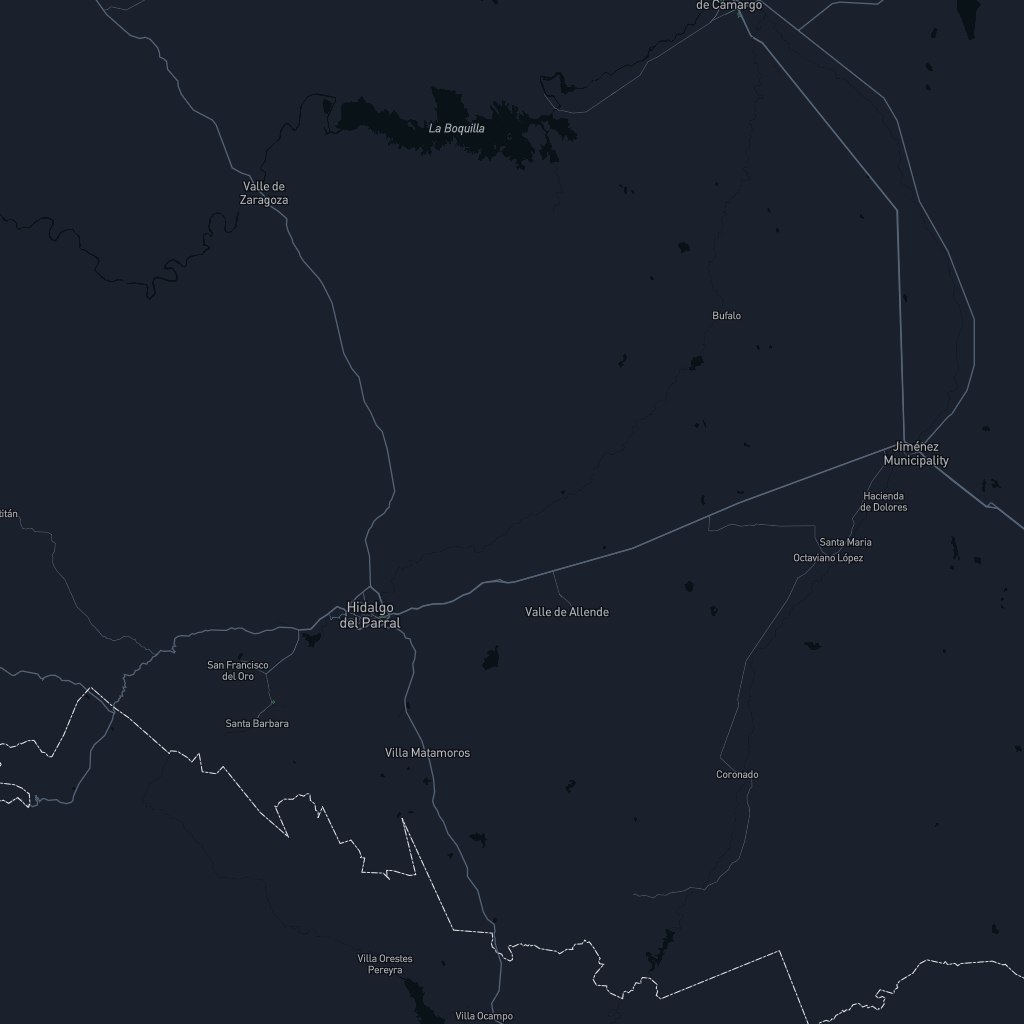 de Camargo
La Boquilla
Valle de
Zaragoza
Bufalo
Jiménez
Municipality
Hacienda
de Dolores
titán
Santa Maria
Octaviano López
Hidalgo
del Parral
Valle de Allende
San Francisco
del Oro
Santa Barbara
Villa Matamoros
Coronado
Villa Orestes
Pereyra
Villa Ocampo